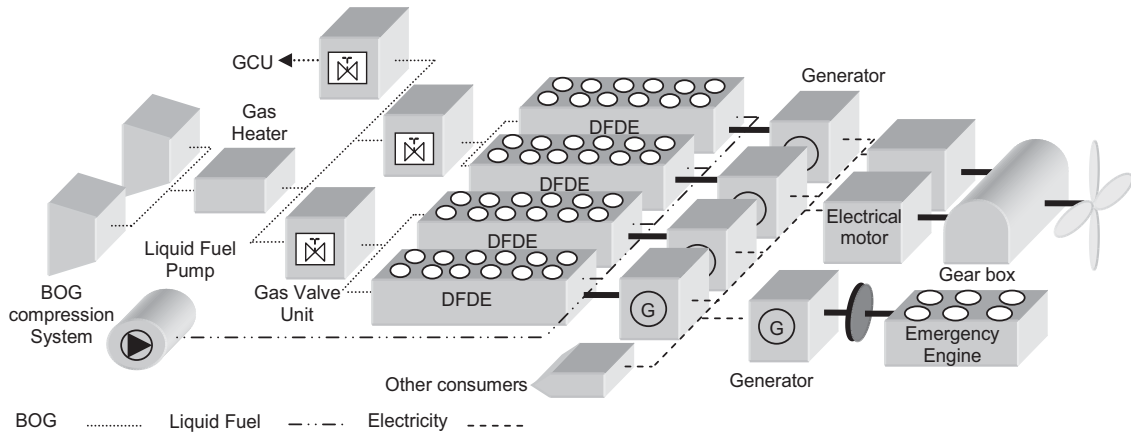 GCU
Generator
Gas
Heater
DFDE
DFDE
DFDE
DFDE
Electrical
motor
Gear box
Liquid Fuel
Pump
Gas Valve
Unit
BOG
compression
System
G
G
Emergency
Engine
Generator
Other consumers
BOG
Liquid Fuel
Electricity